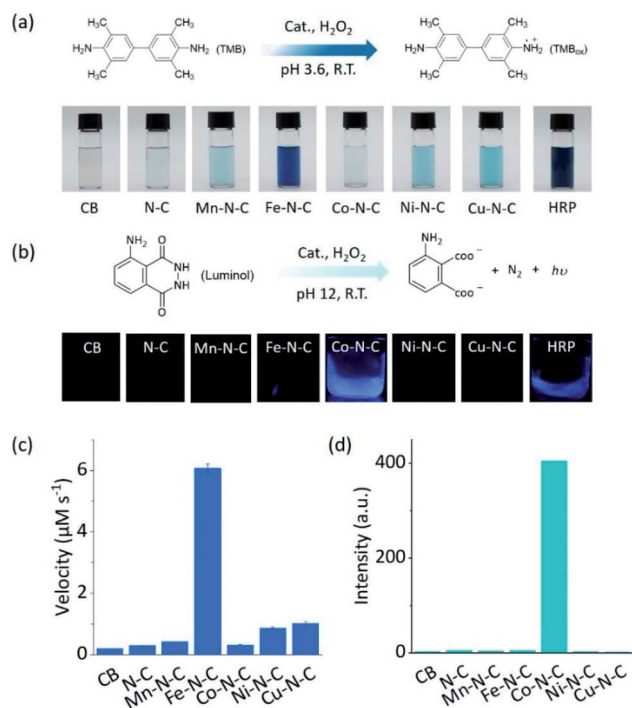 (a)
CH₃
CH₃
H₂N
NH₂
(TMB)
H₃C
CH₃
Cat., H₂O₂
pH 3.6, R.T.
CH₃
CH₃
H₂N
NH₂
·+
(TMBox)
H₃C
CH₃
CB N-C Mn-N-C Fe-N-C Co-N-C Ni-N-C Cu-N-C HRP
(b)
NH₂
O
NH
NH
(Luminol)
O
Cat., H₂O₂
pH 12, R.T.
NH₂
COO⁻
COO⁻
+ N₂ + hυ
CB N-C Mn-N-C Fe-N-C Co-N-C Ni-N-C Cu-N-C HRP
(c)
Velocity (μM s⁻¹)
6
4
2
0
CB N-C Mn-N-C Fe-N-C Co-N-C Ni-N-C Cu-N-C
(d)
Intensity (a.u.)
400
200
0
CB N-C Mn-N-C Fe-N-C Co-N-C Ni-N-C Cu-N-C